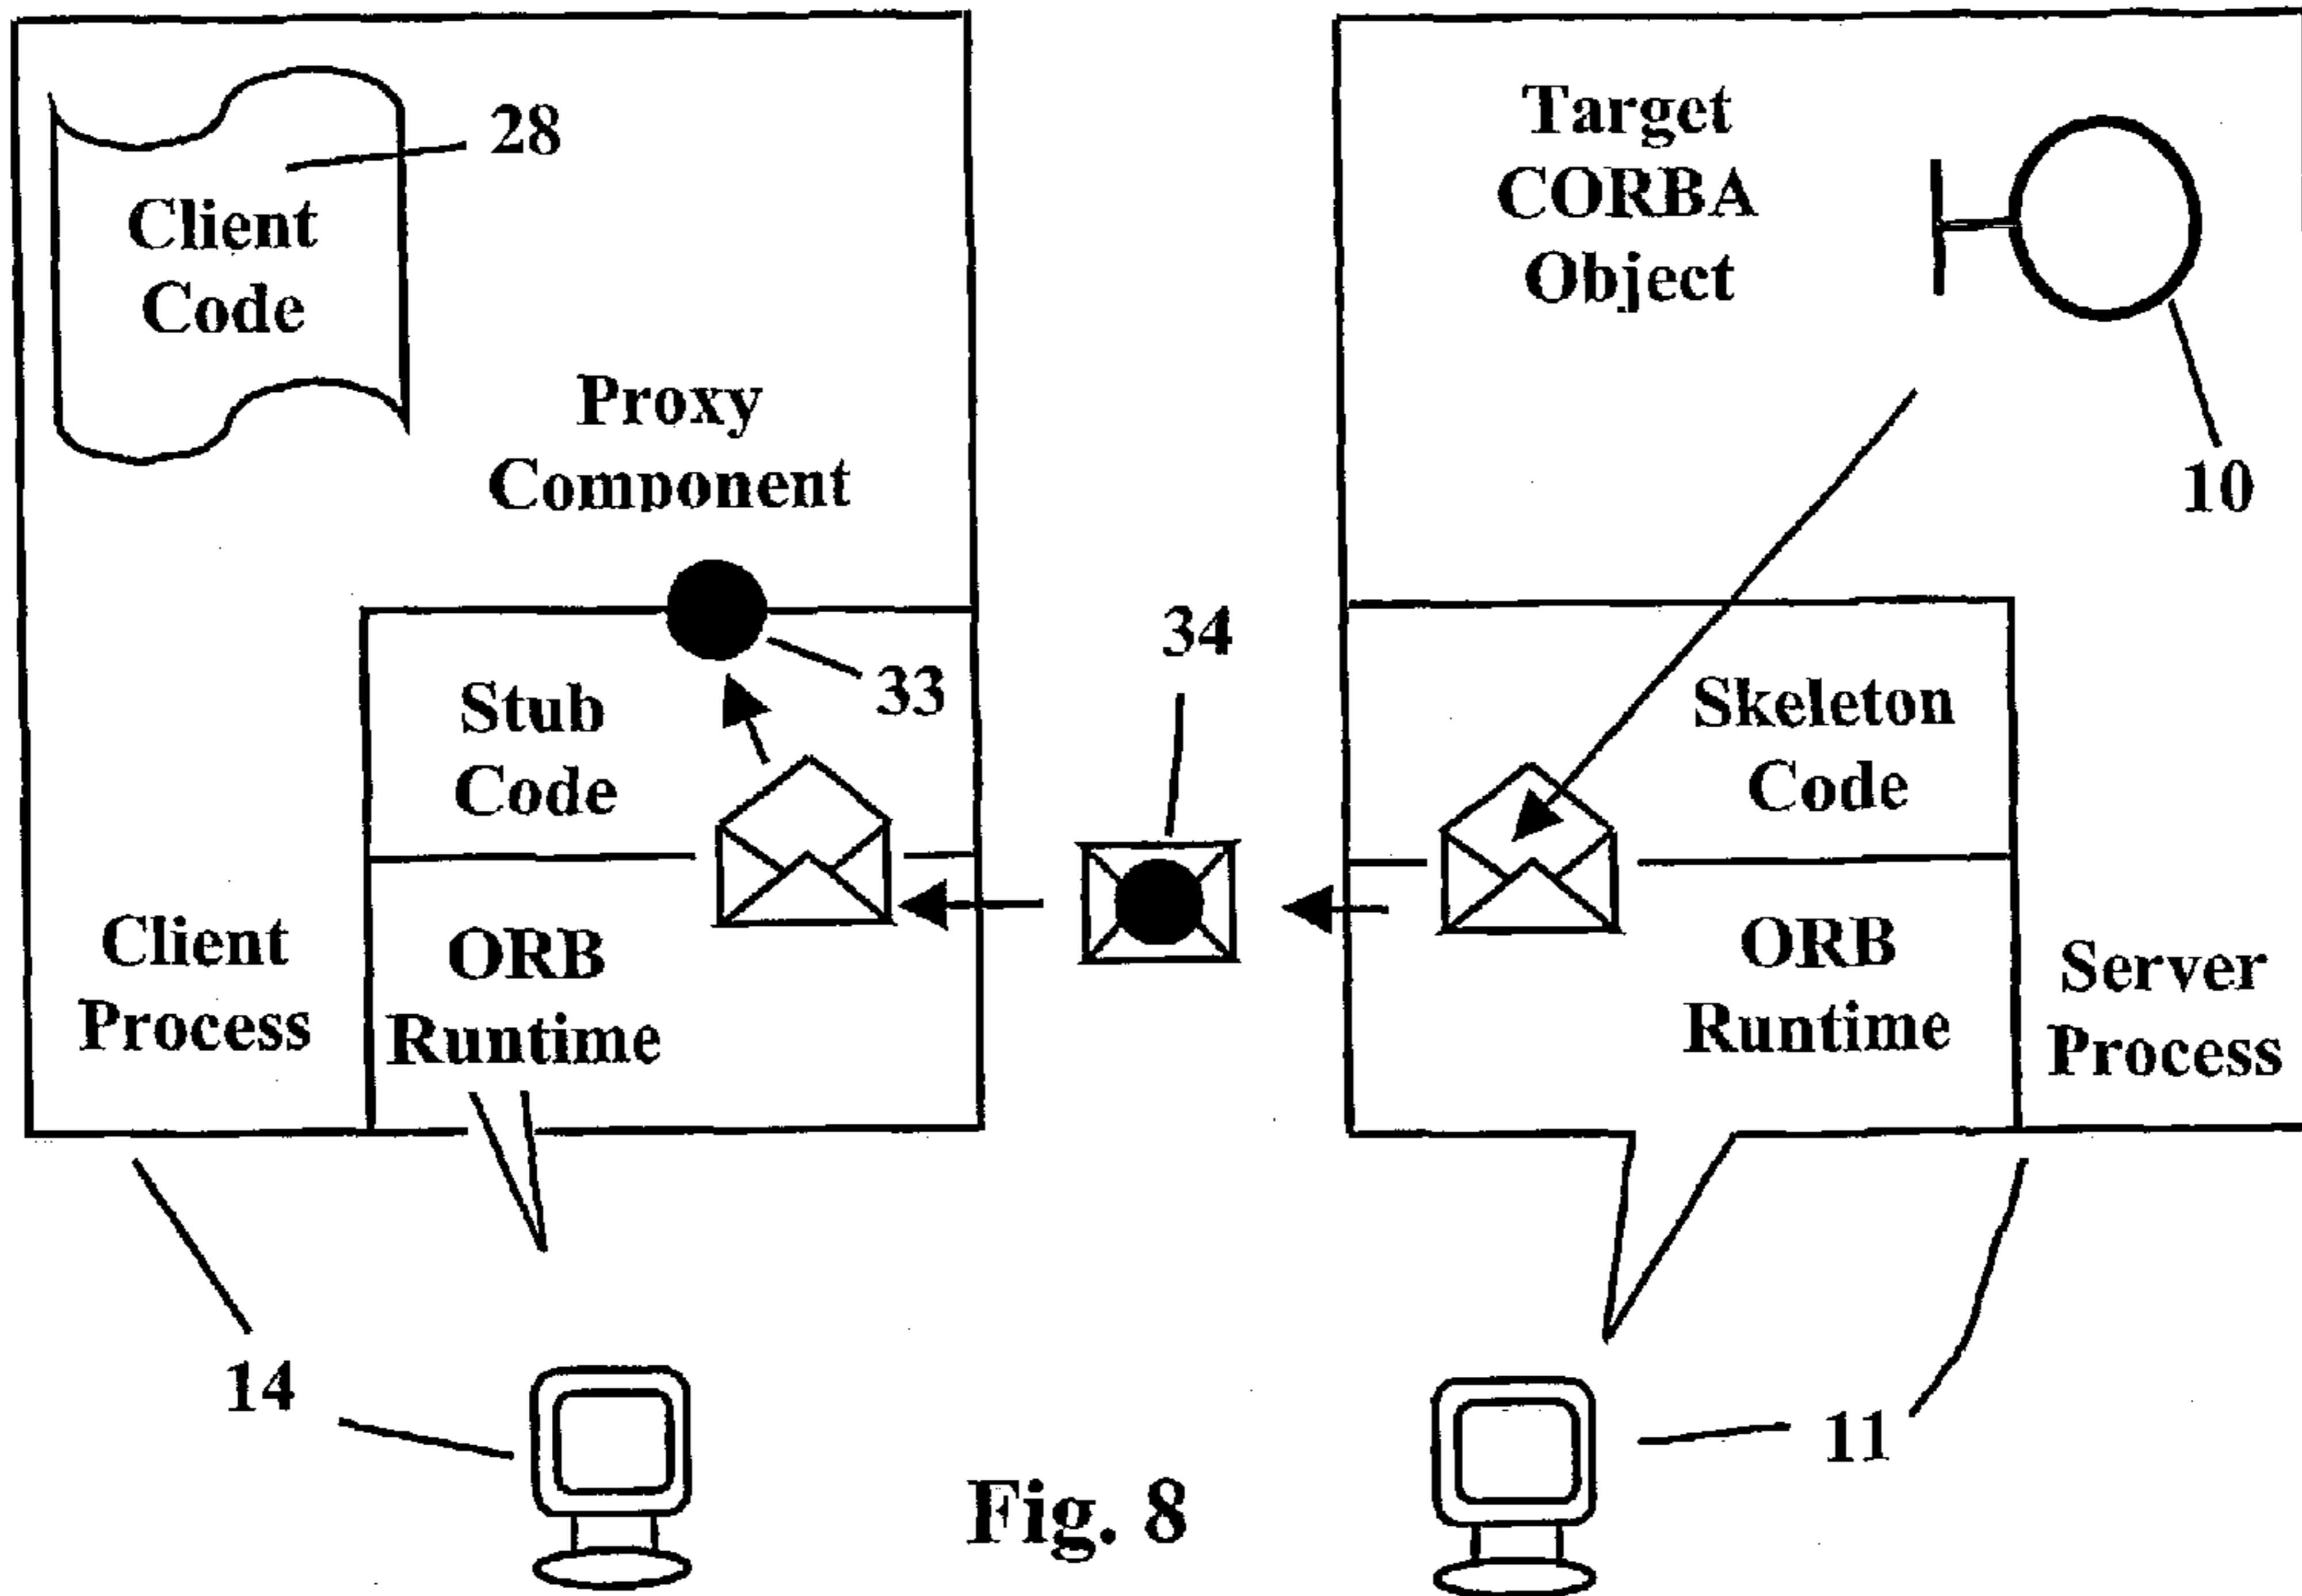 28
Client
Code
Proxy
Component
33
Stub
Code
Client
Process
ORB
Runtime
34
Target
CORBA
Object
10
Skeleton
Code
ORB
Runtime
Server
Process
14
11
Fig. 8